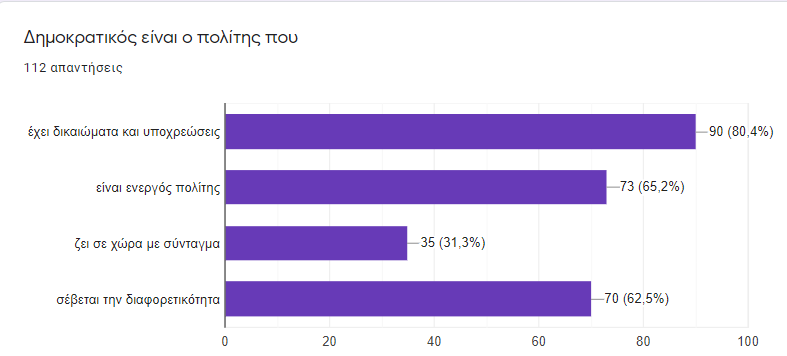 Δημοκρατικός είναι ο πολίτης που
112 απαντήσεις
έχει δικαιώματα και υποχρεώσεις 90 (80,4%)
είναι ενεργός πολίτης 73 (65,2%)
ζει σε χώρα με σύνταγμα 35 (31,3%)
σέβεται την διαφορετικότητα 70 (62,5%)
0 20 40 60 80 100